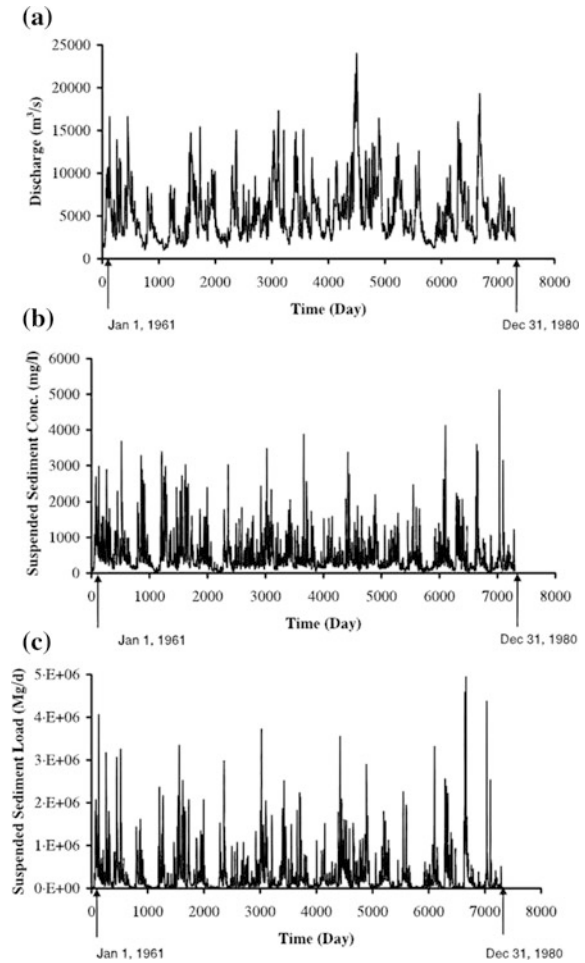 (a)
25000
20000
15000
10000
5000
0
Discharge (m³/s)
0 1000 2000 3000 4000 5000 6000 7000 8000
Time (Day)
Jan 1, 1961
Dec 31, 1980
(b)
6000
5000
4000
3000
2000
1000
0
Suspended Sediment Conc. (mg/l)
0 1000 2000 3000 4000 5000 6000 7000 8000
Time (Day)
Jan 1, 1961
Dec 31, 1980
(c)
5·E+06
4·E+06
3·E+06
2·E+06
1·E+06
0·E+00
Suspended Sediment Load (Mg/d)
0 1000 2000 3000 4000 5000 6000 7000 8000
Time (Day)
Jan 1, 1961
Dec 31, 1980